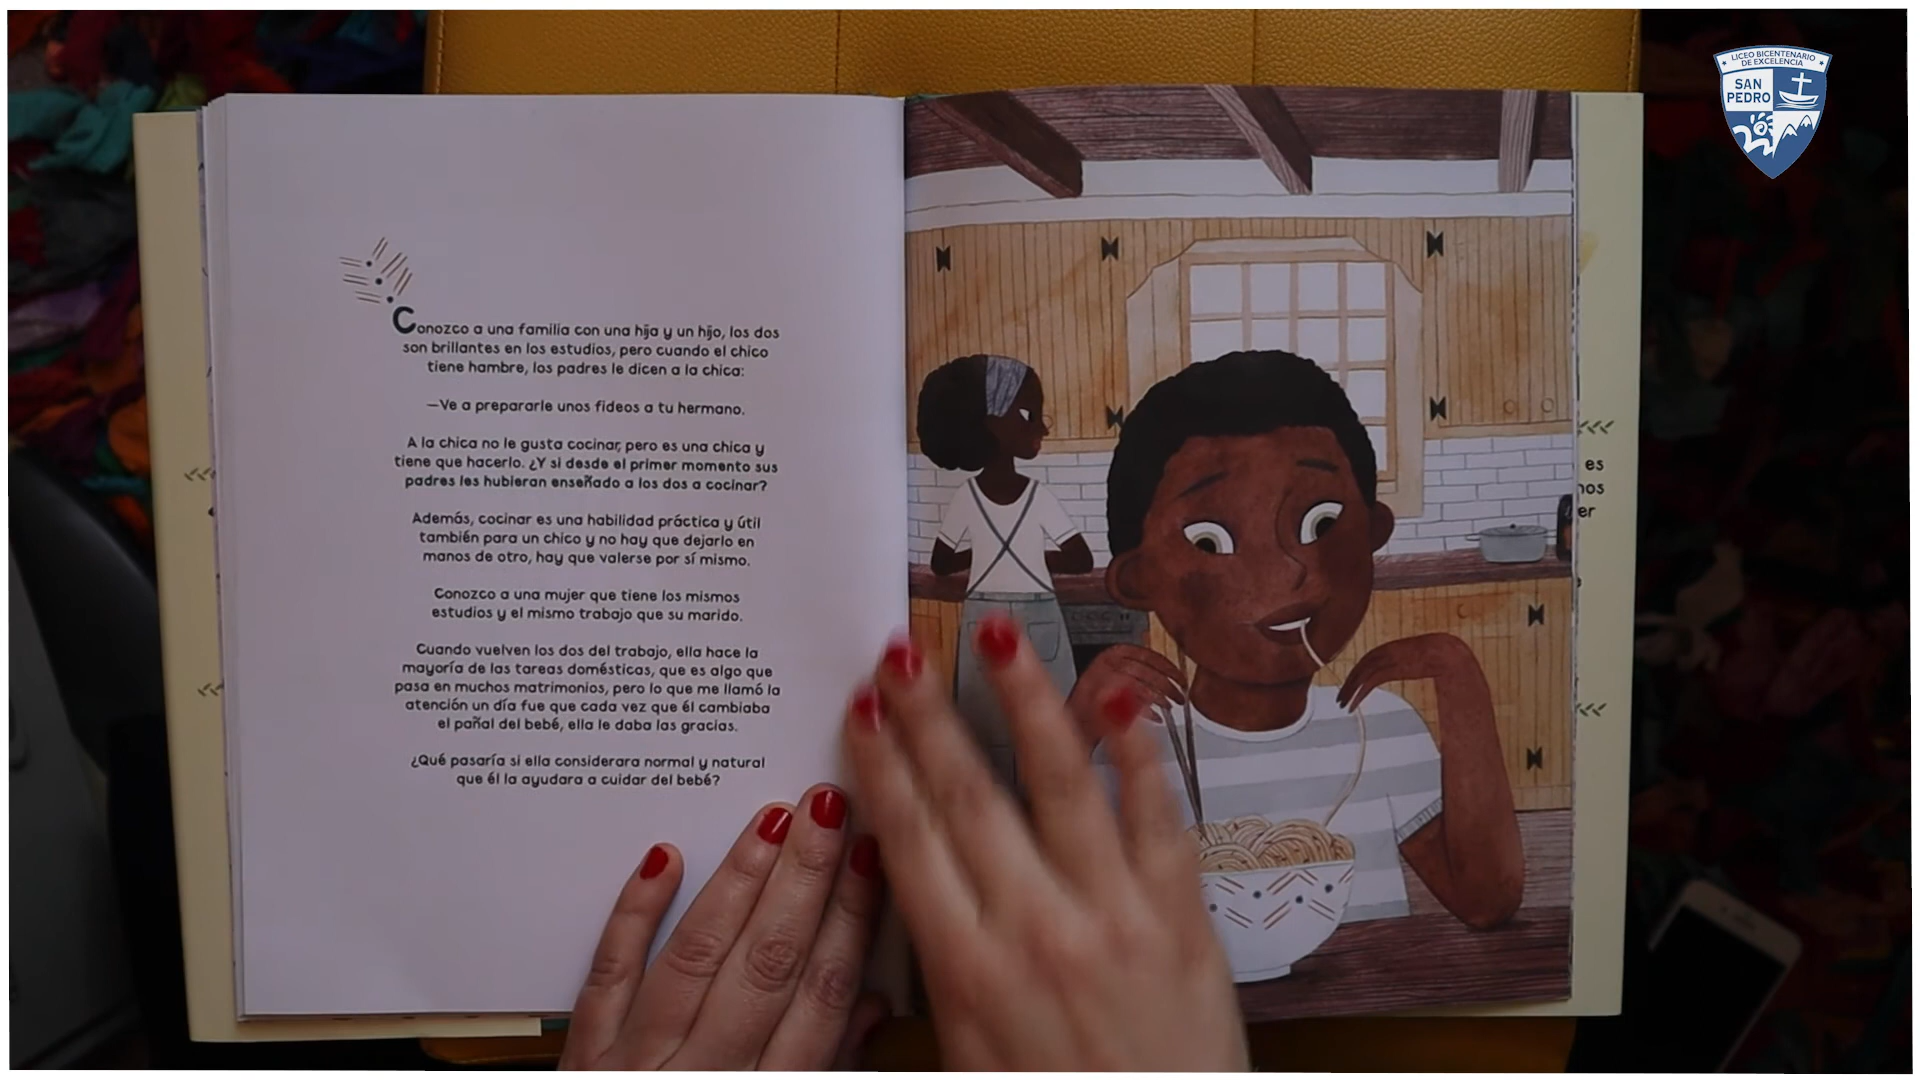 LICEO BICENTENARIO
DE EXCELENCIA
SAN
PEDRO
Conozco a una familia con una hija y un hijo, los dos
son brillantes en los estudios, pero cuando el chico
tiene hambre, los padres le dicen a la chica:
—Ve a prepararle unos fideos a tu hermano.
A la chica no le gusta cocinar, pero es una chica y
tiene que hacerlo. ¿Y si desde el primer momento sus
padres les hubieran enseñado a los dos a cocinar?
Además, cocinar es una habilidad práctica y útil
también para un chico y no hay que dejarlo en
manos de otro, hay que valerse por sí mismo.
Conozco a una mujer que tiene los mismos
estudios y el mismo trabajo que su marido.
Cuando vuelven los dos del trabajo, ella hace la
mayoría de las tareas domésticas, que es algo que
pasa en muchos matrimonios, pero lo que me llamó la
atención un día fue que cada vez que él cambiaba
el pañal del bebé, ella le daba las gracias.
¿Qué pasaría si ella considerara normal y natural
que él la ayudara a cuidar del bebé?
es